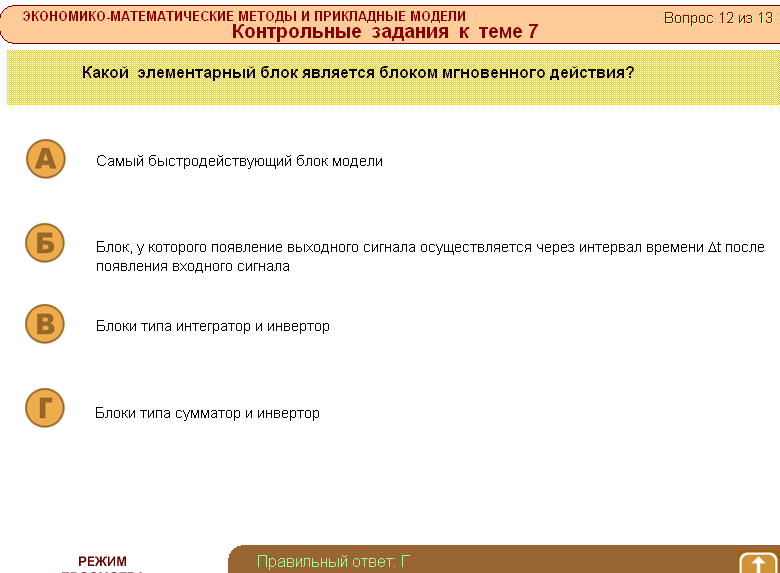 ЭКОНОМИКО-МАТЕМАТИЧЕСКИЕ МЕТОДЫ И ПРИКЛАДНЫЕ МОДЕЛИ
Вопрос 12 из 13
Контрольные задания к теме 7
Какой элементарный блок является блоком мгновенного действия?
А
Самый быстродействующий блок модели
Б
Блок, у которого появление выходного сигнала осуществляется через интервал времени Δt после
появления входного сигнала
В
Блоки типа интегратор и инвертор
Г
Блоки типа сумматор и инвертор
РЕЖИМ
Правильный ответ: Г